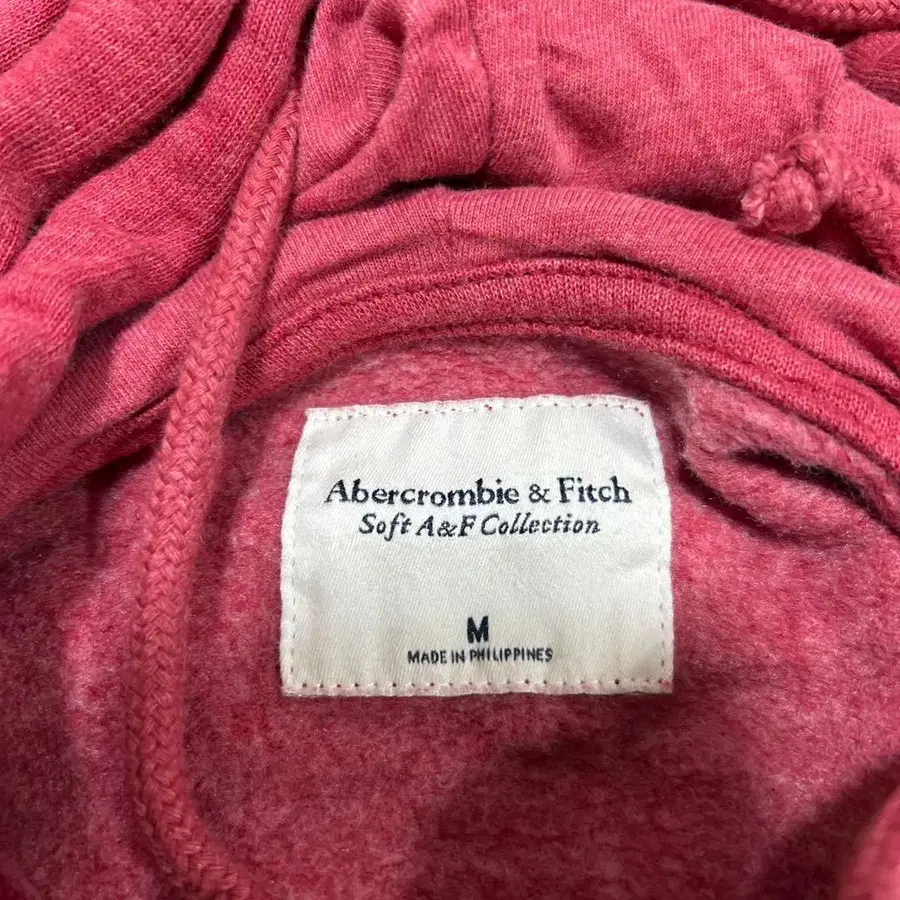 Abercrombie & Fitch
Soft A&F Collection
M
MADE IN PHILIPPINES